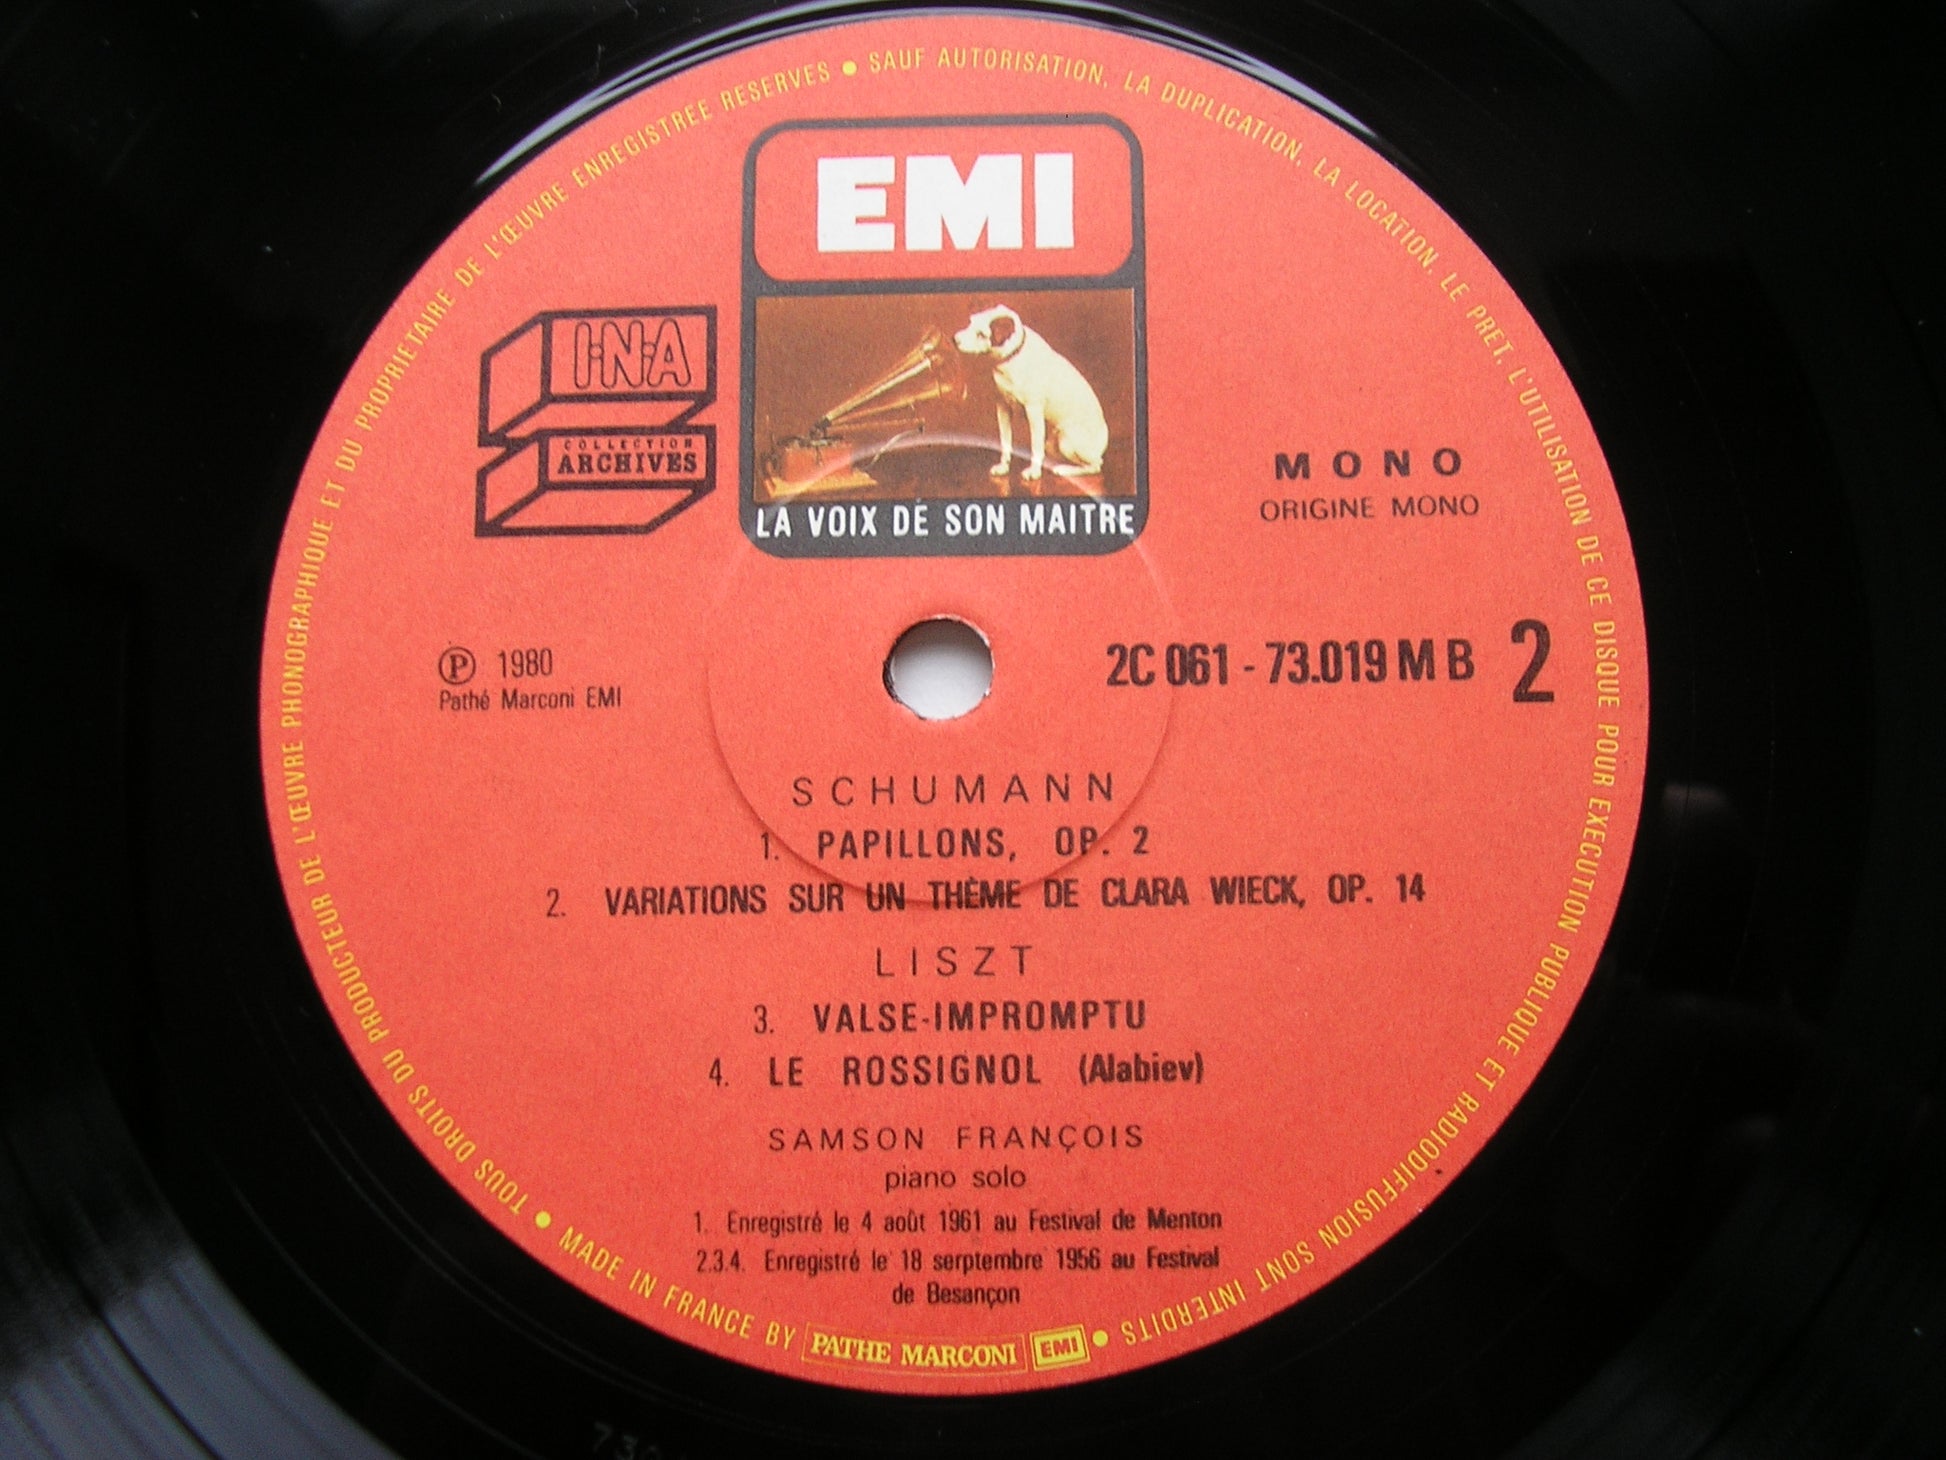 TOUS DROITS DU PRODUCTEUR DE L'ŒUVRE PHONOGRAPHIQUE ET DU PROPRIETAIRE DE L'ŒUVRE ENREGISTREE RESERVES • SAUF AUTORISATION, LA DUPLICATION, LA LOCATION, LE PRET, L'UTILISATION DE CE DISQUE POUR EXECUTION PUBLIQUE ET RADIODIFFUSION SONT INTERDITS •
EMI
I·N·A
COLLECTION
ARCHIVES
LA VOIX DE SON MAITRE
MONO
ORIGINE MONO
℗ 1980
Pathé Marconi EMI
2C 061 - 73.019 M B 2
SCHUMANN
1. PAPILLONS, OP. 2
2. VARIATIONS SUR UN THÈME DE CLARA WIECK, OP. 14
LISZT
3. VALSE-IMPROMPTU
4. LE ROSSIGNOL (Alabiev)
SAMSON FRANÇOIS
piano solo
1. Enregistré le 4 août 1961 au Festival de Menton
2.3.4. Enregistré le 18 serptembre 1956 au Festival
de Besançon
• MADE IN FRANCE BY PATHE MARCONI EMI